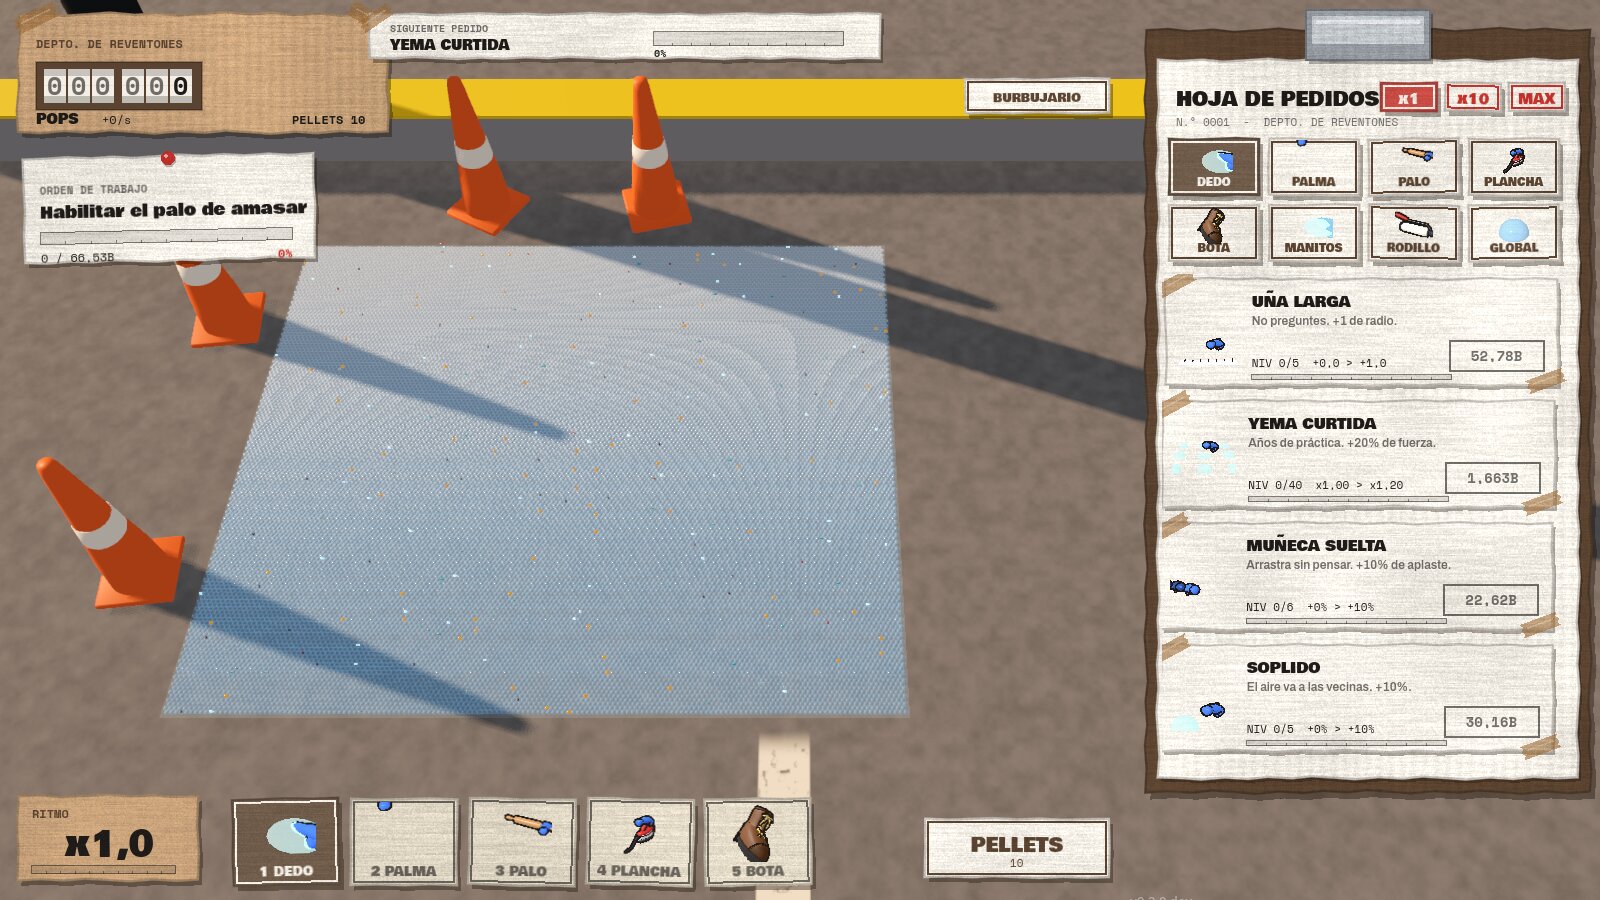 DEPTO. DE REVENTONES
000 000
POPS +0/s PELLETS 10
SIGUIENTE PEDIDO
YEMA CURTIDA
0%
BURBUJARIO
ORDEN DE TRABAJO
Habilitar el palo de amasar
0 / 66,53B 0%
HOJA DE PEDIDOS x1 x10 MAX
N.° 0001 - DEPTO. DE REVENTONES
DEDO PALMA PALO PLANCHA
BOTA MANITOS RODILLO GLOBAL
UÑA LARGA
No preguntes. +1 de radio.
NIV 0/5 +0,0 > +1,0 52,78B
YEMA CURTIDA
Años de práctica. +20% de fuerza.
NIV 0/40 x1,00 > x1,20 1,663B
MUÑECA SUELTA
Arrastra sin pensar. +10% de aplaste.
NIV 0/6 +0% > +10% 22,62B
SOPLIDO
El aire va a las vecinas. +10%.
NIV 0/5 +0% > +10% 30,16B
RITMO
x1,0
1 DEDO 2 PALMA 3 PALO 4 PLANCHA 5 BOTA
PELLETS
10